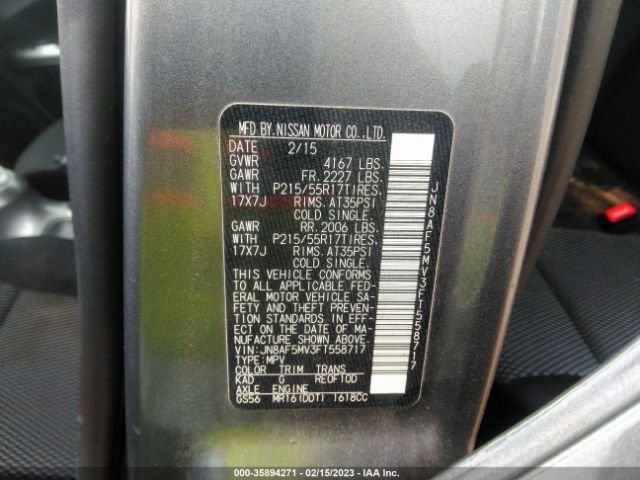 MFD BY.NISSAN MOTOR CO.,LTD.
DATE 2/15
GVWR 4167 LBS.
GAWR FR. 2227 LBS.
WITH P215/55R17TIRES,
17X7J RIMS. AT35PSI
COLD SINGLE.
GAWR RR. 2006 LBS.
WITH P215/55R17TIRES,
17X7J RIMS. AT35PSI
COLD SINGLE.
THIS VEHICLE CONFORMS
TO ALL APPLICABLE FED-
ERAL MOTOR VEHICLE SA-
FETY AND THEFT PREVEN-
TION STANDARDS IN EFF-
ECT ON THE DATE OF MA-
NUFACTURE SHOWN ABOVE.
VIN:JN8AF5MV3FT558717
TYPE:MPV
COLOR TRIM TRANS
KAD G RE0F10D
AXLE ENGINE
GS56 MR16(DDT) 1618CC
JN8AF5MV3FT558717
000-35894271 - 02/15/2023 - IAA Inc.